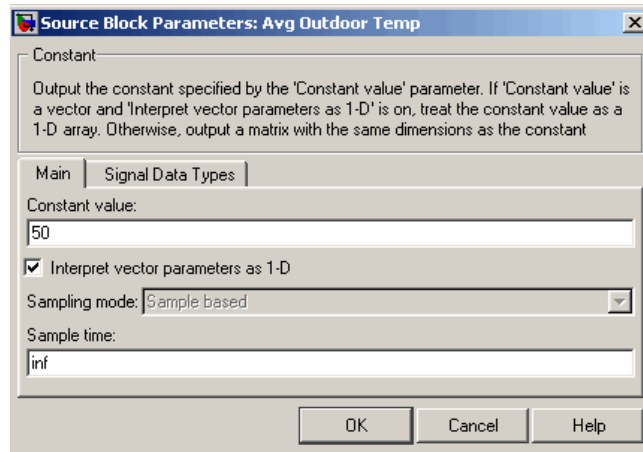 Source Block Parameters: Avg Outdoor Temp
Constant
Output the constant specified by the 'Constant value' parameter. If 'Constant value' is
a vector and 'Interpret vector parameters as 1-D' is on, treat the constant value as a
1-D array. Otherwise, output a matrix with the same dimensions as the constant
Main Signal Data Types
Constant value:
50
Interpret vector parameters as 1-D
Sampling mode: Sample based
Sample time:
inf
OK Cancel Help